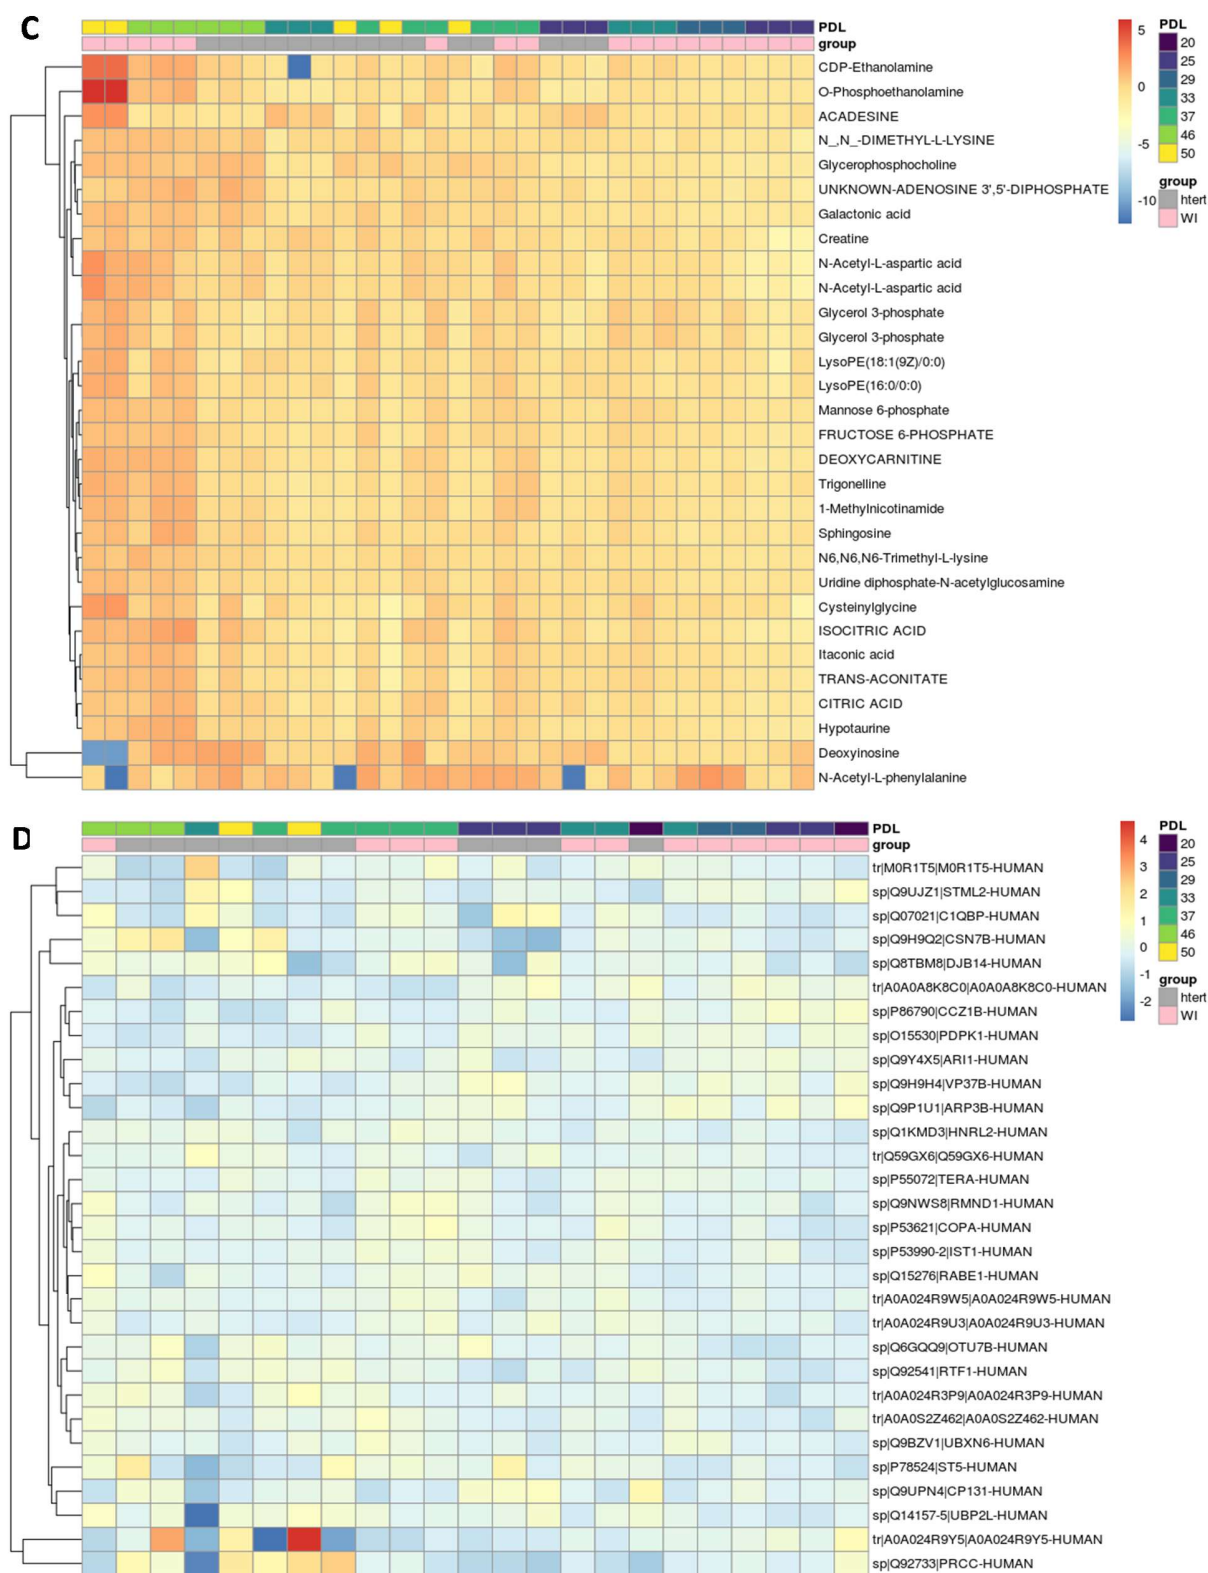 C
PDL
group
CDP-Ethanolamine
O-Phosphoethanolamine
ACADESINE
N_,N_-DIMETHYL-L-LYSINE
Glycerophosphocholine
UNKNOWN-ADENOSINE 3',5'-DIPHOSPHATE
Galactonic acid
Creatine
N-Acetyl-L-aspartic acid
N-Acetyl-L-aspartic acid
Glycerol 3-phosphate
Glycerol 3-phosphate
LysoPE(18:1(9Z)/0:0)
LysoPE(16:0/0:0)
Mannose 6-phosphate
FRUCTOSE 6-PHOSPHATE
DEOXYCARNITINE
Trigonelline
1-Methylnicotinamide
Sphingosine
N6,N6,N6-Trimethyl-L-lysine
Uridine diphosphate-N-acetylglucosamine
Cysteinylglycine
ISOCITRIC ACID
Itaconic acid
TRANS-ACONITATE
CITRIC ACID
Hypotaurine
Deoxyinosine
N-Acetyl-L-phenylalanine
5
0
-5
-10
PDL
20
25
29
33
37
46
50
group
htert
WI
D
PDL
group
tr|M0R1T5|M0R1T5-HUMAN
sp|Q9UJZ1|STML2-HUMAN
sp|Q07021|C1QBP-HUMAN
sp|Q9H9Q2|CSN7B-HUMAN
sp|Q8TBM8|DJB14-HUMAN
tr|A0A0A8K8C0|A0A0A8K8C0-HUMAN
sp|P86790|CCZ1B-HUMAN
sp|O15530|PDPK1-HUMAN
sp|Q9Y4X5|ARI1-HUMAN
sp|Q9H9H4|VP37B-HUMAN
sp|Q9P1U1|ARP3B-HUMAN
sp|Q1KMD3|HNRL2-HUMAN
tr|Q59GX6|Q59GX6-HUMAN
sp|P55072|TERA-HUMAN
sp|Q9NWS8|RMND1-HUMAN
sp|P53621|COPA-HUMAN
sp|P53990-2|IST1-HUMAN
sp|Q15276|RABE1-HUMAN
tr|A0A024R9W5|A0A024R9W5-HUMAN
tr|A0A024R9U3|A0A024R9U3-HUMAN
sp|Q6GQQ9|OTU7B-HUMAN
sp|Q92541|RTF1-HUMAN
tr|A0A024R3P9|A0A024R3P9-HUMAN
tr|A0A0S2Z462|A0A0S2Z462-HUMAN
sp|Q9BZV1|UBXN6-HUMAN
sp|P78524|ST5-HUMAN
sp|Q9UPN4|CP131-HUMAN
sp|Q14157-5|UBP2L-HUMAN
tr|A0A024R9Y5|A0A024R9Y5-HUMAN
sp|Q92733|PRCC-HUMAN
4
3
2
1
0
-1
-2
PDL
20
25
29
33
37
46
50
group
htert
WI